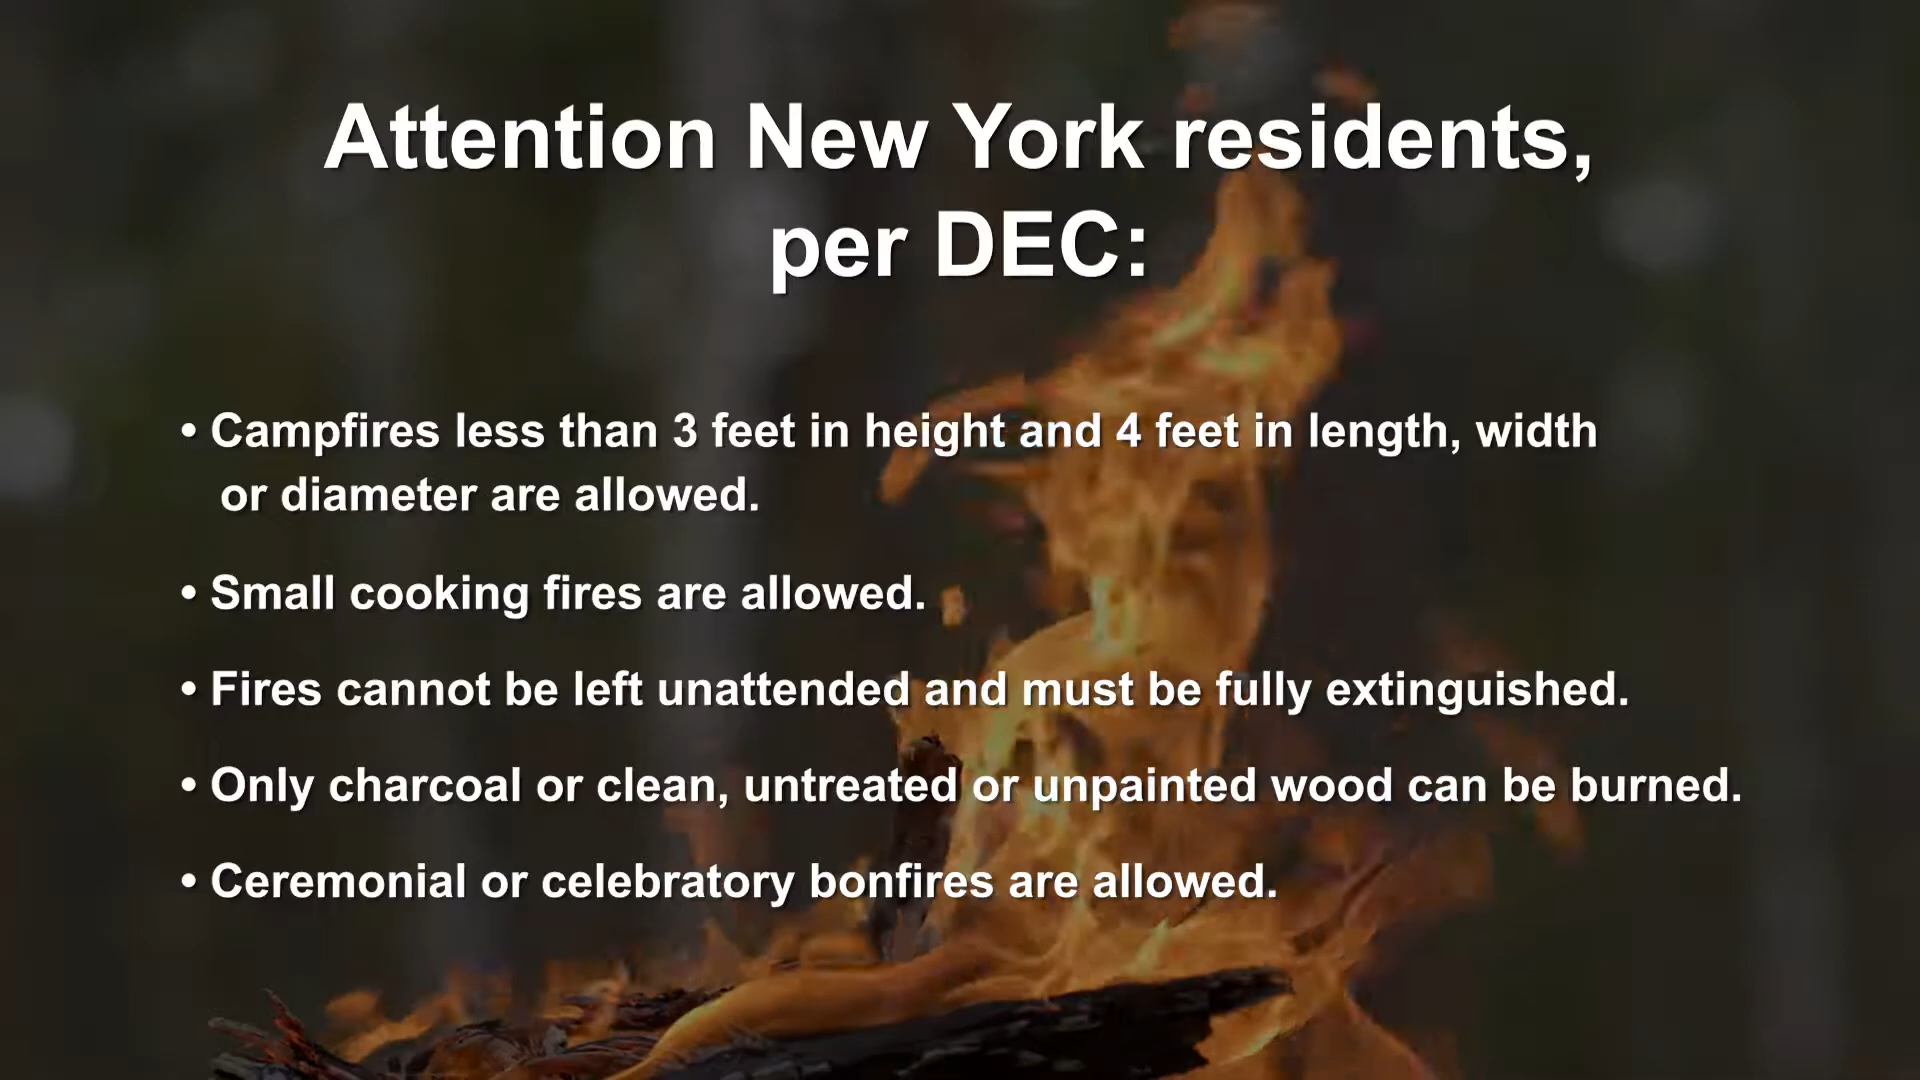 Attention New York residents,
per DEC:
• Campfires less than 3 feet in height and 4 feet in length, width
or diameter are allowed.
• Small cooking fires are allowed.
• Fires cannot be left unattended and must be fully extinguished.
• Only charcoal or clean, untreated or unpainted wood can be burned.
• Ceremonial or celebratory bonfires are allowed.